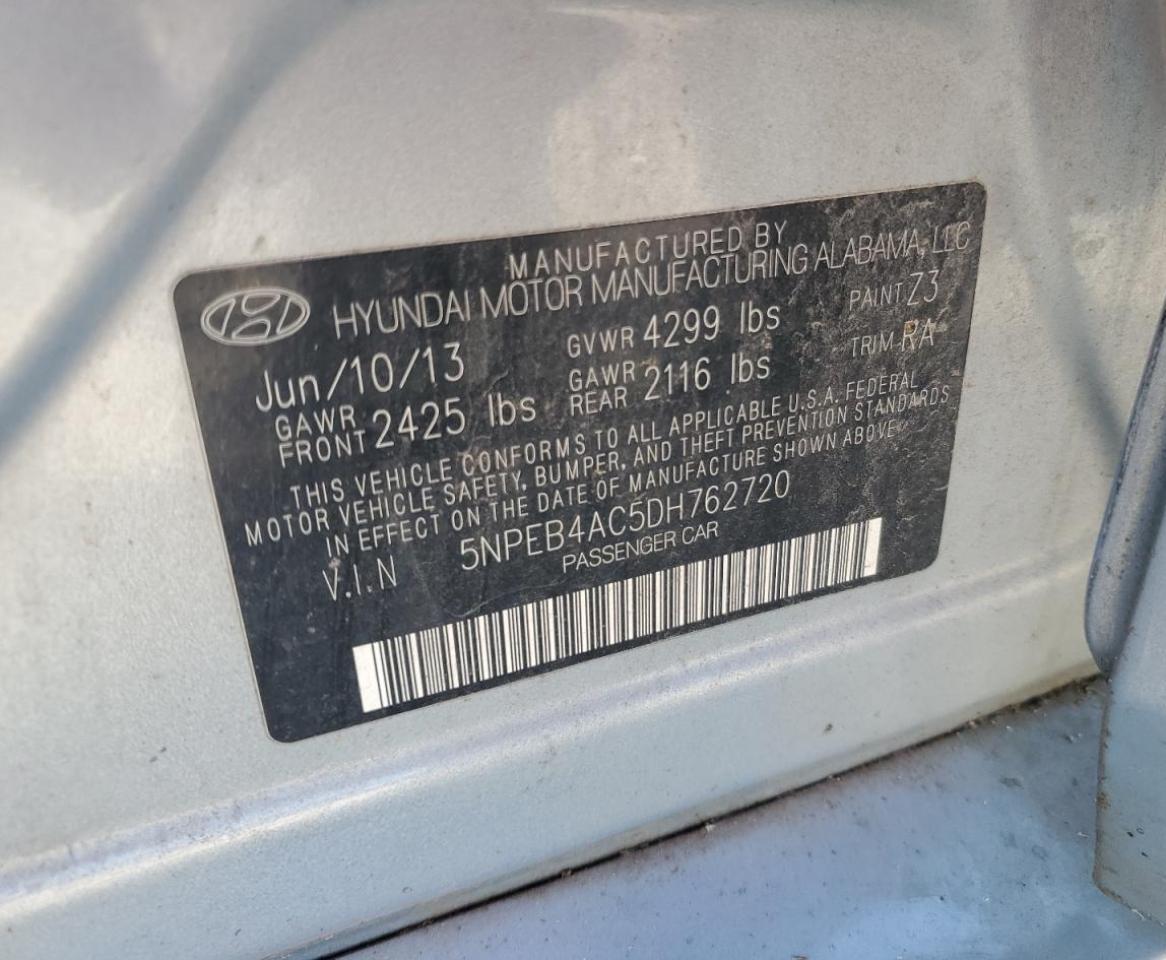 MANUFACTURED BY
HYUNDAI MOTOR MANUFACTURING ALABAMA, LLC
Jun/10/13 GVWR 4299 lbs PAINT Z3
GAWR FRONT 2425 lbs GAWR REAR 2116 lbs TRIM RA
THIS VEHICLE CONFORMS TO ALL APPLICABLE U.S.A. FEDERAL
MOTOR VEHICLE SAFETY, BUMPER, AND THEFT PREVENTION STANDARDS
IN EFFECT ON THE DATE OF MANUFACTURE SHOWN ABOVE.
V.I.N 5NPEB4AC5DH762720
PASSENGER CAR